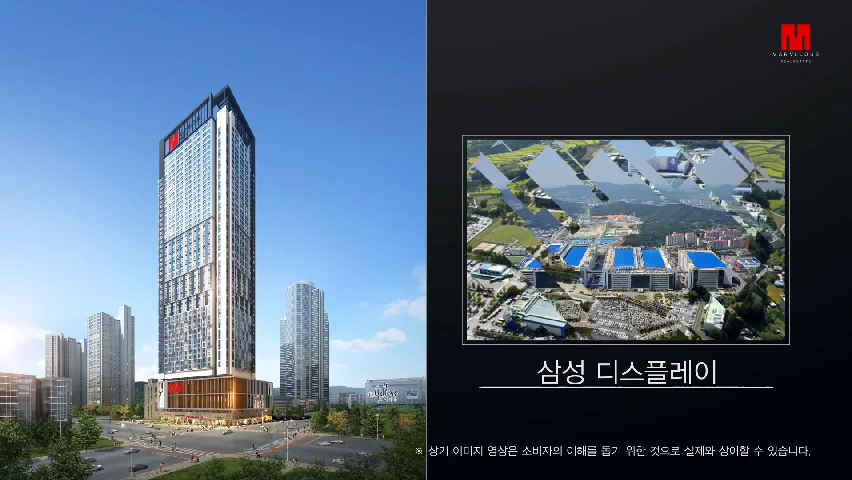 M
MARVLLOUS
REALESTATE
삼성 디스플레이
※ 상기 이미지 영상은 소비자의 이해를 돕기 위한 것으로 실제와 상이할 수 있습니다.